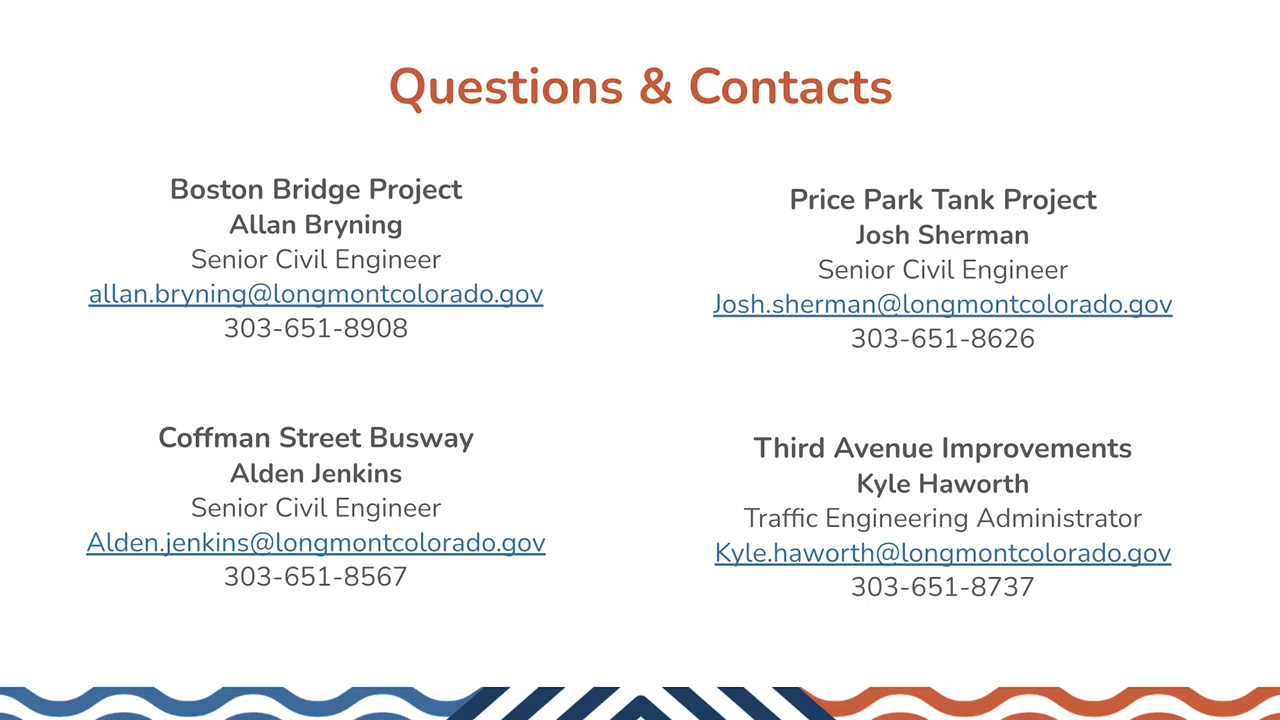 Questions & Contacts
Boston Bridge Project
Allan Bryning
Senior Civil Engineer
allan.bryning@longmontcolorado.gov
303-651-8908
Price Park Tank Project
Josh Sherman
Senior Civil Engineer
Josh.sherman@longmontcolorado.gov
303-651-8626
Coffman Street Busway
Alden Jenkins
Senior Civil Engineer
Alden.jenkins@longmontcolorado.gov
303-651-8567
Third Avenue Improvements
Kyle Haworth
Traffic Engineering Administrator
Kyle.haworth@longmontcolorado.gov
303-651-8737